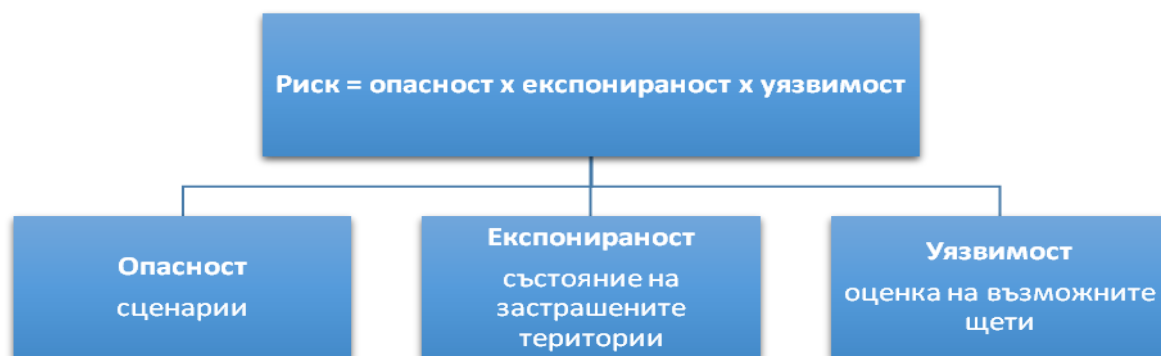 Риск = опасност x експонираност x уязвимост
Опасност
сценарии
Експонираност
състояние на
застрашените
територии
Уязвимост
оценка на възможните
щети